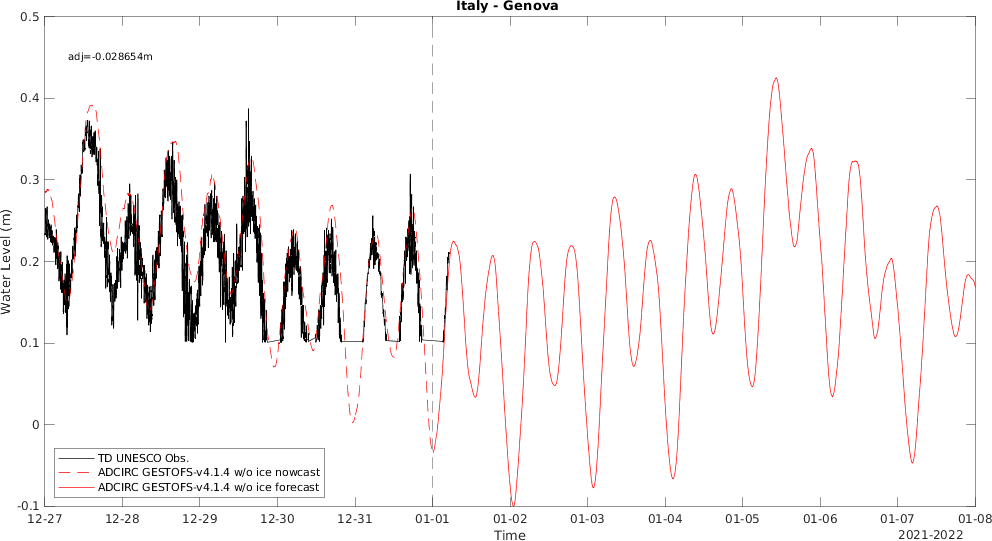 Italy - Genova
adj=-0.028654m
0.5
0.4
0.3
0.2
0.1
0
-0.1
Water Level (m)
TD UNESCO Obs.
ADCIRC GESTOFS-v4.1.4 w/o ice nowcast
ADCIRC GESTOFS-v4.1.4 w/o ice forecast
12-27 12-28 12-29 12-30 12-31 01-01 01-02 01-03 01-04 01-05 01-06 01-07 01-08
Time
2021-2022